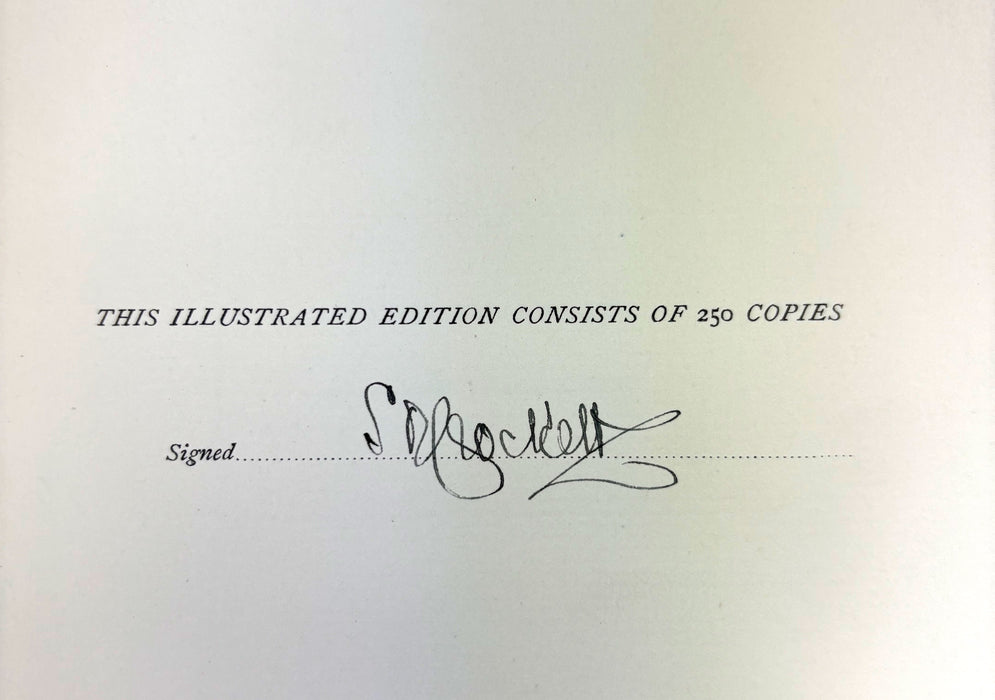 THIS ILLUSTRATED EDITION CONSISTS OF 250 COPIES
Signed S R Crockett